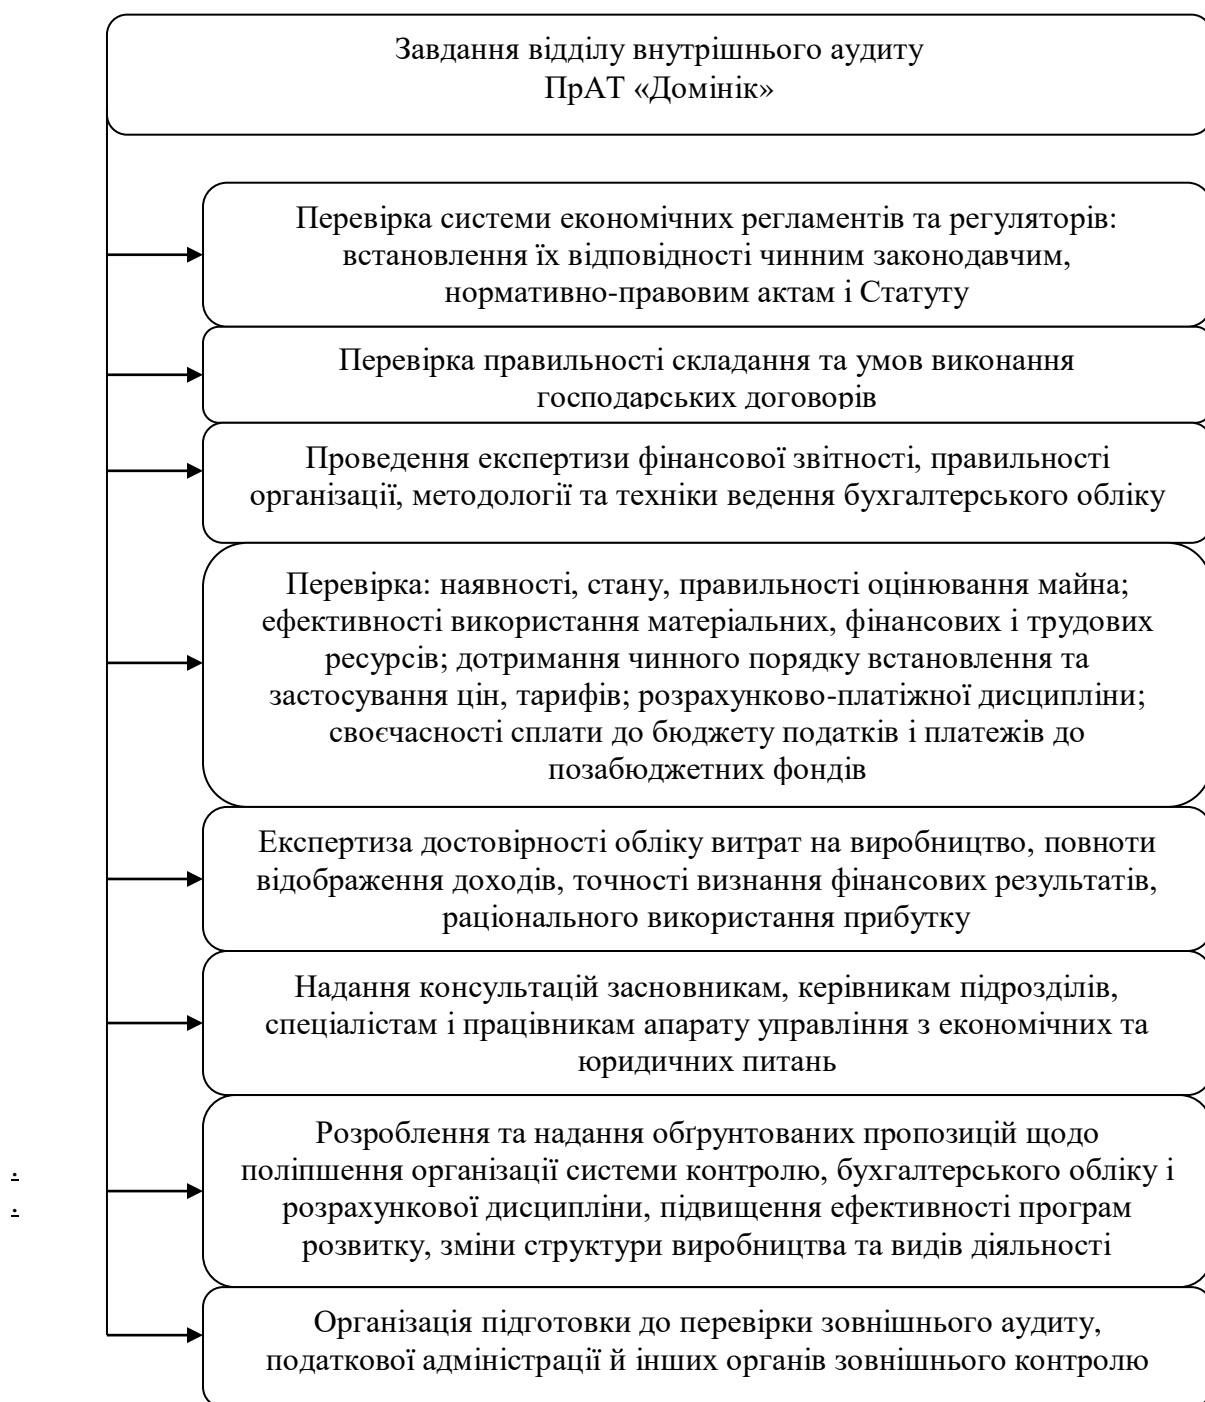 Завдання відділу внутрішнього аудиту
ПрАТ «Домінік»
Перевірка системи економічних регламентів та регуляторів:
встановлення їх відповідності чинним законодавчим,
нормативно-правовим актам і Статуту
Перевірка правильності складання та умов виконання
господарських договорів
Проведення експертизи фінансової звітності, правильності
організації, методології та техніки ведення бухгалтерського обліку
Перевірка: наявності, стану, правильності оцінювання майна;
ефективності використання матеріальних, фінансових і трудових
ресурсів; дотримання чинного порядку встановлення та
застосування цін, тарифів; розрахунково-платіжної дисципліни;
своєчасності сплати до бюджету податків і платежів до
позабюджетних фондів
Експертиза достовірності обліку витрат на виробництво, повноти
відображення доходів, точності визнання фінансових результатів,
раціонального використання прибутку
Надання консультацій засновникам, керівникам підрозділів,
спеціалістам і працівникам апарату управління з економічних та
юридичних питань
Розроблення та надання обґрунтованих пропозицій щодо
поліпшення організації системи контролю, бухгалтерського обліку і
розрахункової дисципліни, підвищення ефективності програм
розвитку, зміни структури виробництва та видів діяльності
.
.
Організація підготовки до перевірки зовнішнього аудиту,
податкової адміністрації й інших органів зовнішнього контролю